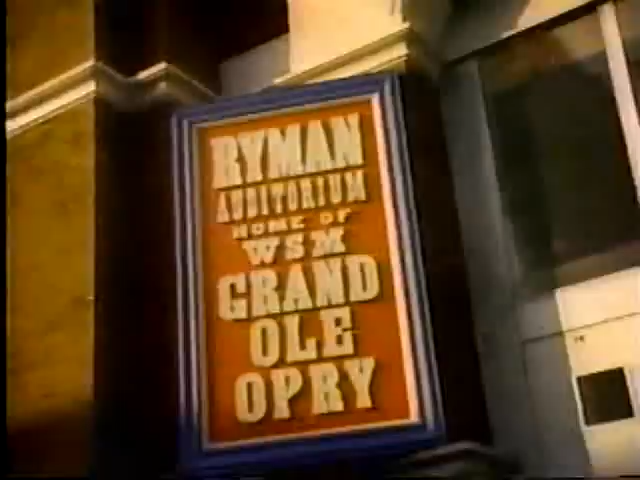 RYMAN
AUDITORIUM
HOME OF
WSM
GRAND
OLE
OPRY